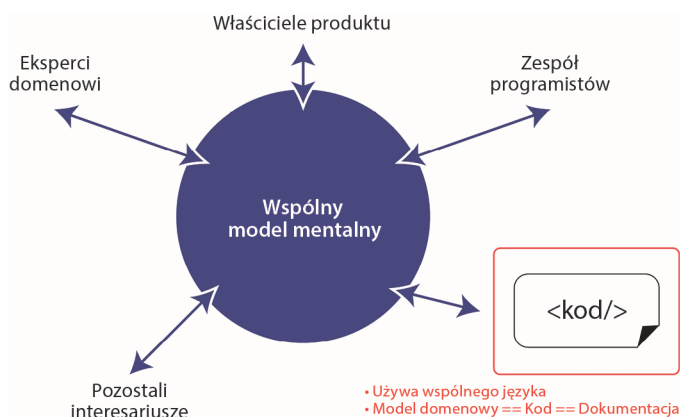 Właściciele produktu
Eksperci
domenowi
Zespół
programistów
Wspólny
model mentalny
<kod/>
Pozostali
interesariusze
• Używa wspólnego języka
• Model domenowy == Kod == Dokumentacja